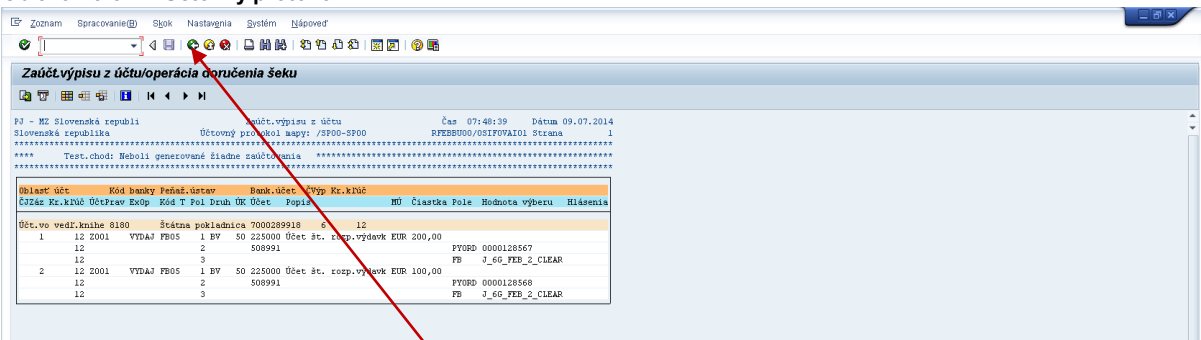 Zoznam Spracovanie(B) Skok Nastavenia Systém Nápoveď
Zaúčt.výpisu z účtu/operácia doručenia šeku
PJ - MZ Slovenská republi Zaúčt.výpisu z účtu Čas 07:48:39 Dátum 09.07.2014
Slovenská republika Účtovný protokol mapy: /SP00-SP00 RFEBBU00/0SIFOVAI01 Strana 1
**** Test.chod: Neboli generované žiadne zaúčtovania ****
Oblasť účt Kód banky Peňaž.ústav Bank.účet ČVýp Kr.kľúč
ČJZáz Kr.kľúč ÚčtPrav ExOp Kód T Pol Druh ÚK Účet Popis MÚ Čiastka Pole Hodnota výberu Hlásenia
Účt.vo vedľ.knihe 8180 Štátna pokladnica 7000289918 6 12
1 12 Z001 VYDAJ FB05 1 BV 50 225000 Účet št. rozp.výdavk EUR 200,00
12 2 508991 PYORD 0000128567
12 3 FB J_6G_FEB_2_CLEAR
2 12 Z001 VYDAJ FB05 1 BV 50 225000 Účet št. rozp.výdavk EUR 100,00
12 2 508991 PYORD 0000128568
12 3 FB J_6G_FEB_2_CLEAR